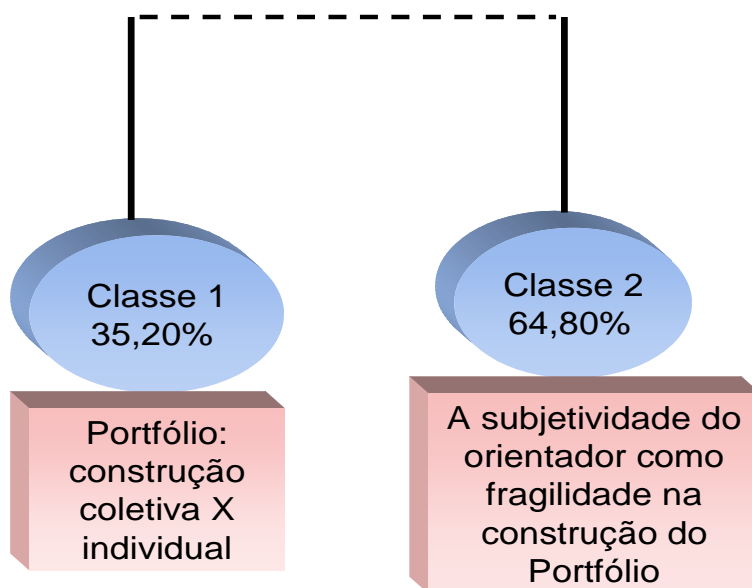 Classe 1
35,20%
Portfólio:
construção
coletiva X
individual
Classe 2
64,80%
A subjetividade do
orientador como
fragilidade na
construção do
Portfólio